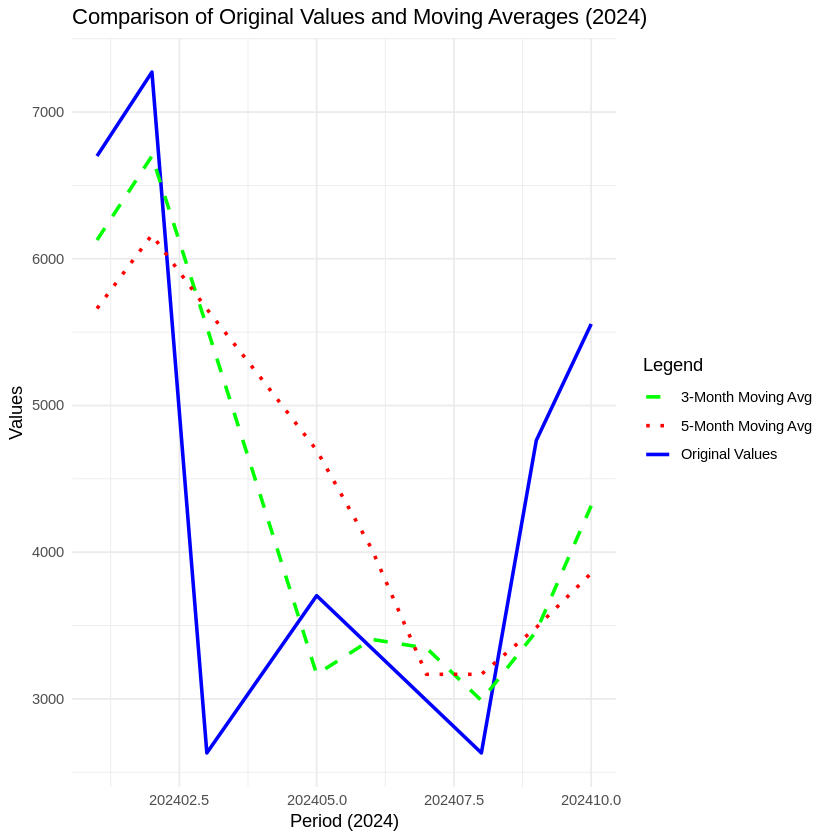 Comparison of Original Values and Moving Averages (2024)
7000
6000
5000
4000
3000
Values
202402.5 202405.0 202407.5 202410.0
Period (2024)
Legend
3-Month Moving Avg
5-Month Moving Avg
Original Values